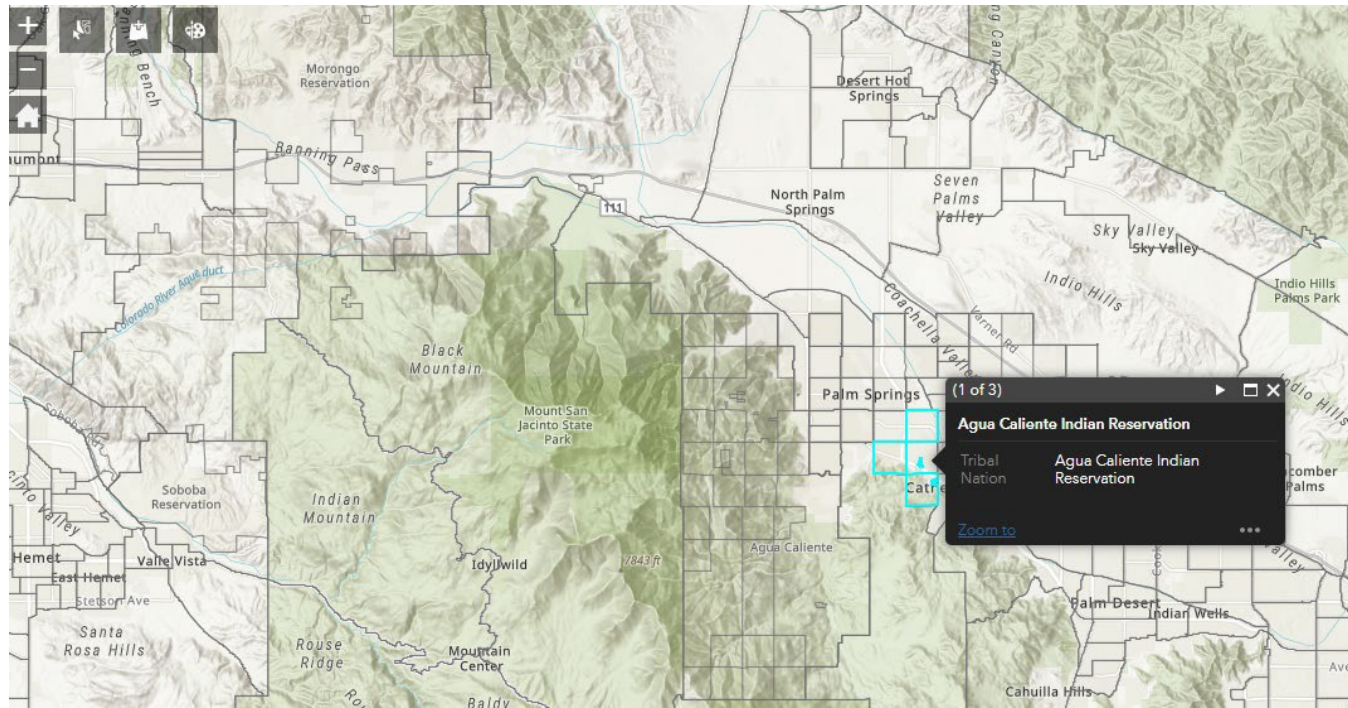 Morongo
Reservation
Desert Hot
Springs
Banning Pass
North Palm
Springs
111
Seven
Palms
Valley
Sky Valley
Sky Valley
Indio Hills
Indio Hills
Palms Park
Colorado River Aqueduct
Coachella Valley
Varner Rd
Black
Mountain
Palm Springs
(1 of 3)
Agua Caliente Indian Reservation
Tribal
Nation
Agua Caliente Indian
Reservation
Zoom to
Indio Hills
Mount San
Jacinto State
Park
Soboba
Reservation
Indian
Mountain
Agua Caliente
7843 ft
Idyllwild
Hemet
Valle Vista
East Hemet
Stetson Ave
Santa
Rosa Hills
Rouse
Ridge
Mountain
Center
Baldy
Palm Desert
Indian Wells
Cahuilla Hills